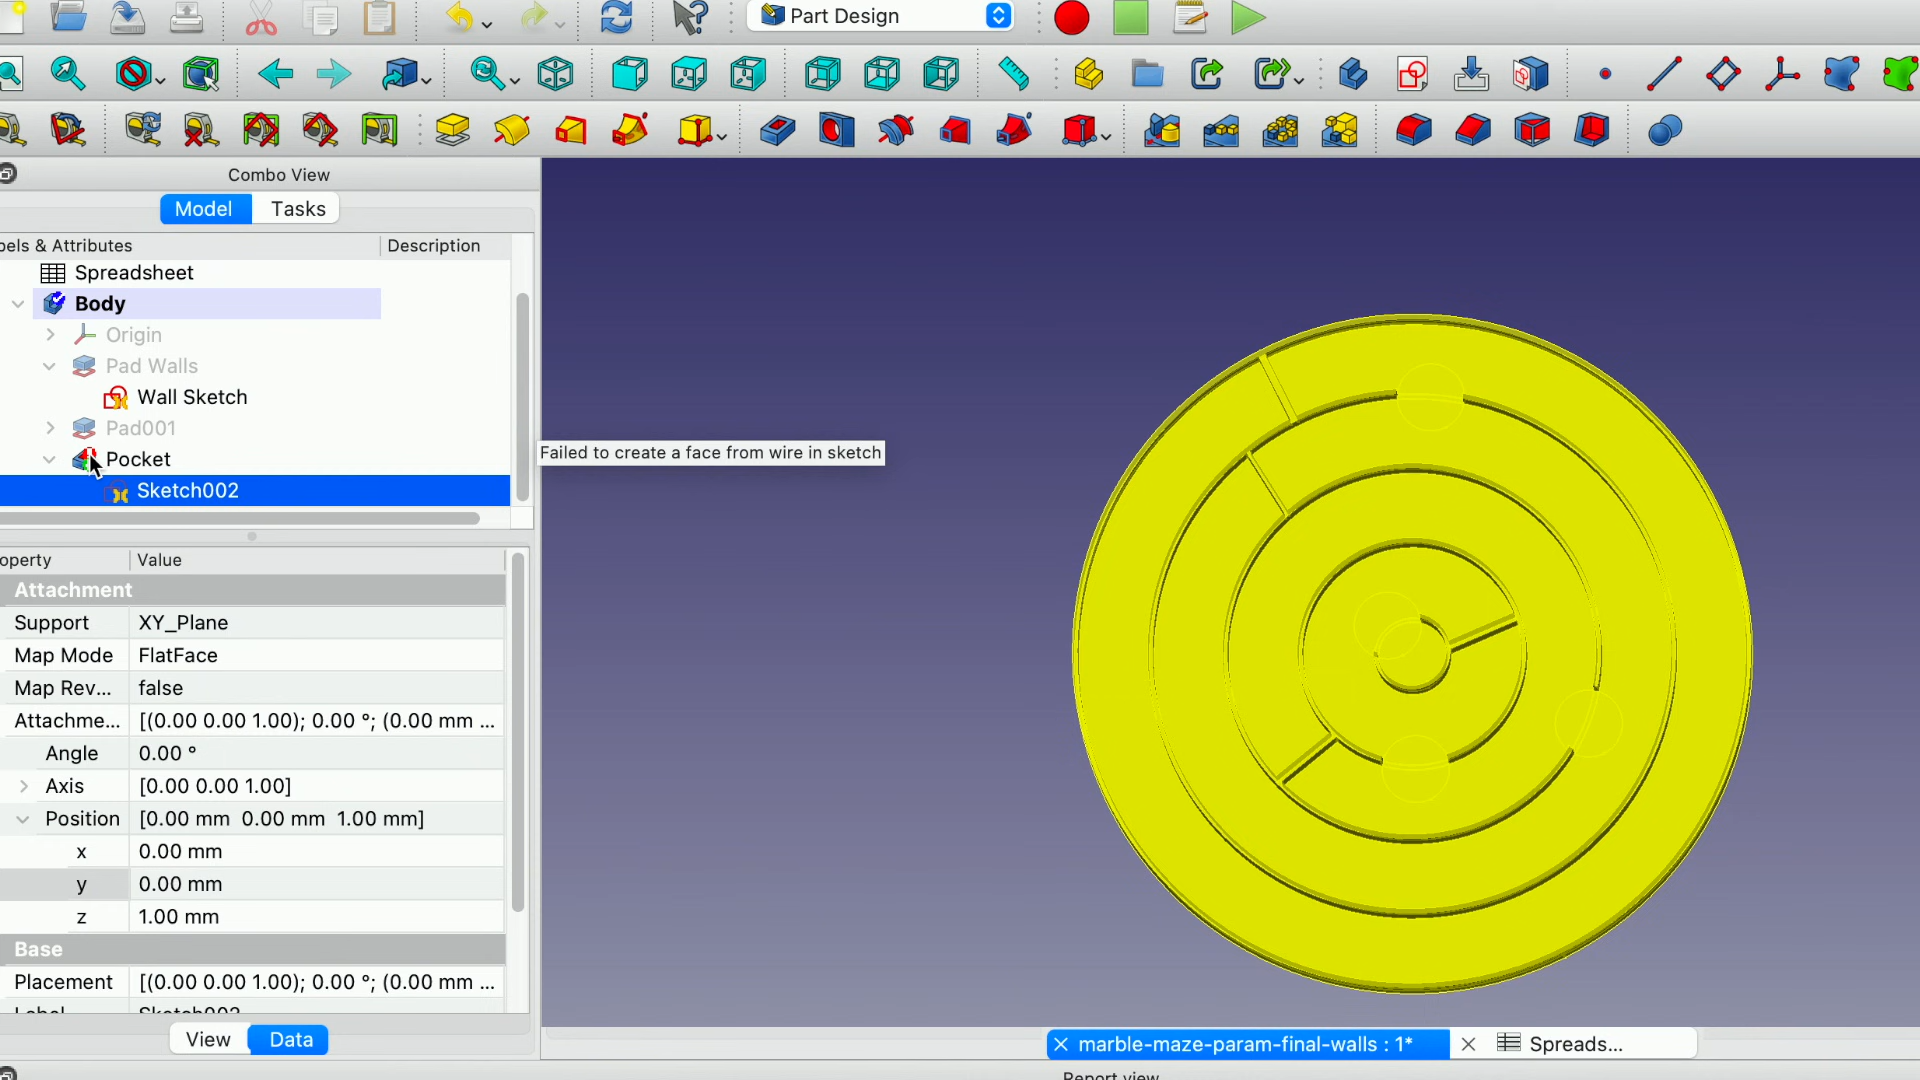 Part Design
Combo View
Model Tasks
bels & Attributes Description
Spreadsheet
Body
Origin
Pad Walls
Wall Sketch
Pad001
Pocket
Failed to create a face from wire in sketch
Sketch002
operty Value
Attachment
Support XY_Plane
Map Mode FlatFace
Map Rev... false
Attachme... [(0.00 0.00 1.00); 0.00 °; (0.00 mm ...
Angle 0.00 °
Axis [0.00 0.00 1.00]
Position [0.00 mm 0.00 mm 1.00 mm]
x 0.00 mm
y 0.00 mm
z 1.00 mm
Base
Placement [(0.00 0.00 1.00); 0.00 °; (0.00 mm ...
Label Sketch002
View Data
marble-maze-param-final-walls : 1* Spreads...
Report view